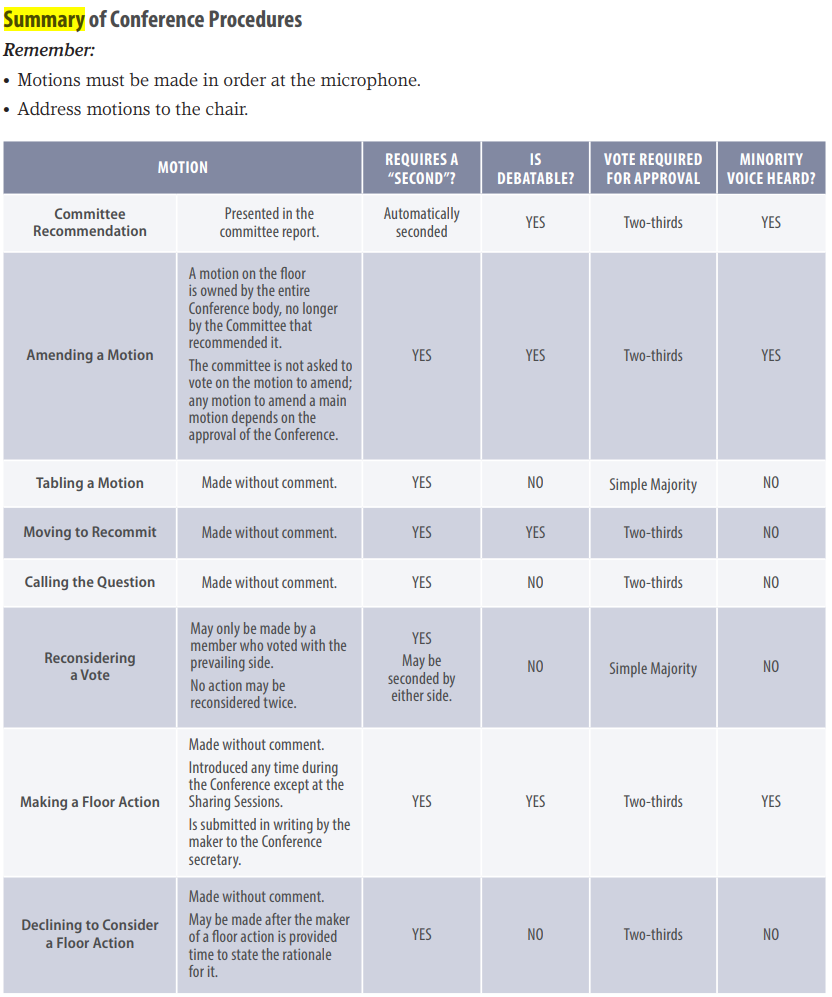 Summary of Conference Procedures
Remember:
• Motions must be made in order at the microphone.
• Address motions to the chair.
MOTION
REQUIRES A
“SECOND”?
IS
DEBATABLE?
VOTE REQUIRED
FOR APPROVAL
MINORITY
VOICE HEARD?
Committee
Recommendation
Presented in the
committee report.
Automatically
seconded
YES
Two-thirds
YES
Amending a Motion
A motion on the floor
is owned by the entire
Conference body, no longer
by the Committee that
recommended it.
The committee is not asked to
vote on the motion to amend;
any motion to amend a main
motion depends on the
approval of the Conference.
YES
YES
Two-thirds
YES
Tabling a Motion
Made without comment.
YES
NO
Simple Majority
NO
Moving to Recommit
Made without comment.
YES
YES
Two-thirds
NO
Calling the Question
Made without comment.
YES
NO
Two-thirds
NO
Reconsidering
a Vote
May only be made by a
member who voted with the
prevailing side.
No action may be
reconsidered twice.
YES
May be
seconded by
either side.
NO
Simple Majority
NO
Making a Floor Action
Made without comment.
Introduced any time during
the Conference except at the
Sharing Sessions.
Is submitted in writing by the
maker to the Conference
secretary.
YES
YES
Two-thirds
YES
Declining to Consider
a Floor Action
Made without comment.
May be made after the maker
of a floor action is provided
time to state the rationale
for it.
YES
NO
Two-thirds
NO